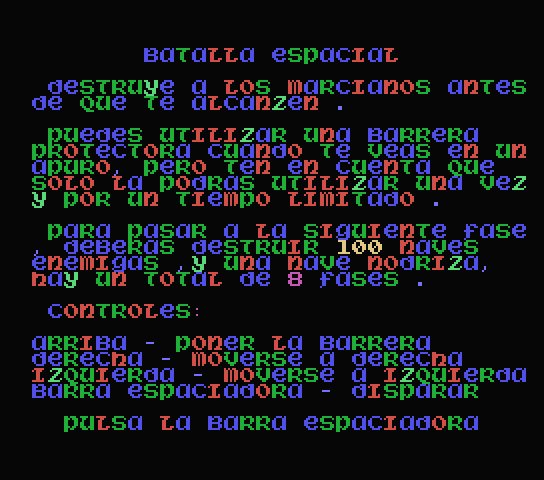 BATALLA ESPACIAL
DESTRUYE A LOS MARCIANOS ANTES
DE QUE TE ALCANZEN .
PUEDES UTILIZAR UNA BARRERA
PROTECTORA CUANDO TE VEAS EN UN
APURO, PERO TEN EN CUENTA QUE
SOLO LA PODRAS UTILIZAR UNA VEZ
Y POR UN TIEMPO LIMITADO .
PARA PASAR A LA SIGUIENTE FASE
, DEBERAS DESTRUIR 100 NAVES
ENEMIGAS ,Y UNA NAVE NODRIZA,
HAY UN TOTAL DE 8 FASES .
CONTROLES:
ARRIBA - PONER LA BARRERA
DERECHA - MOVERSE A DERECHA
IZQUIERDA - MOVERSE A IZQUIERDA
BARRA ESPACIADORA - DISPARAR
PULSA LA BARRA ESPACIADORA